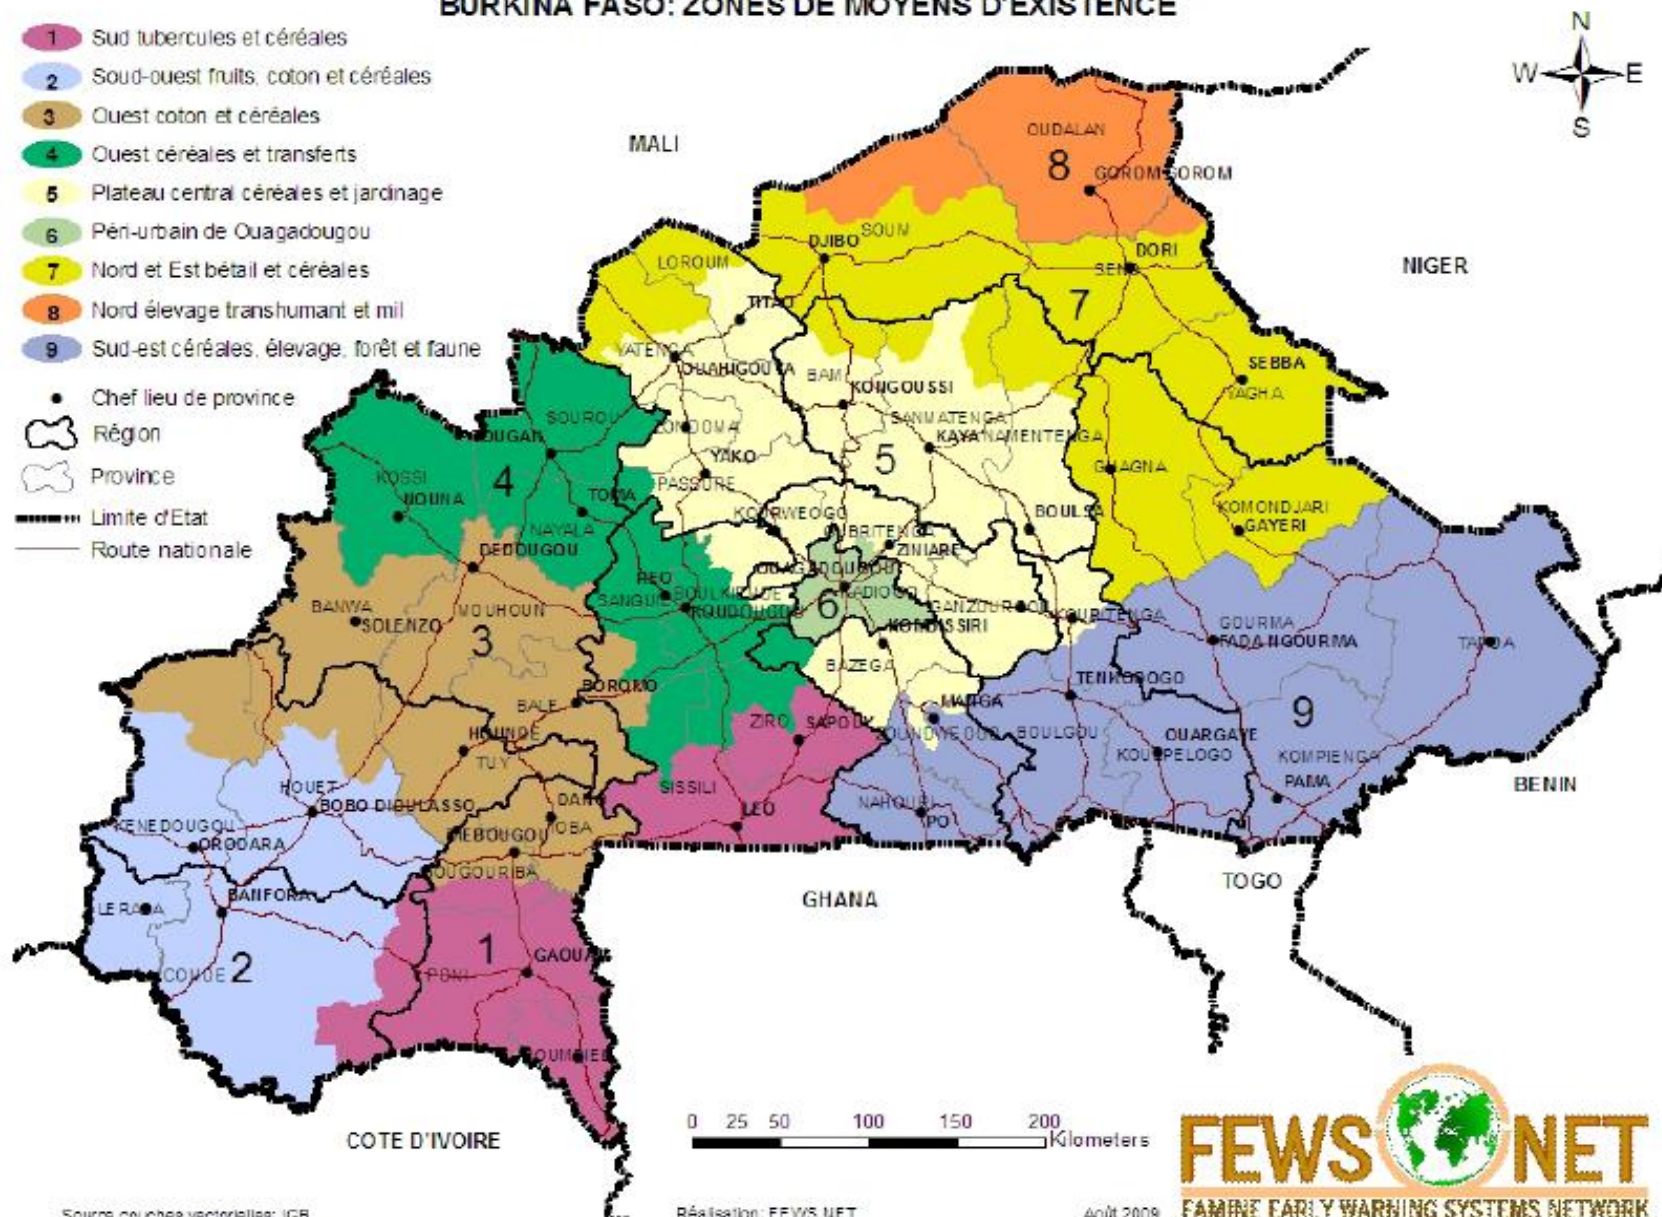 BURKINA FASO: ZONES DE MOYENS D'EXISTENCE
1 Sud tubercules et céréales
2 Soud-ouest fruits, coton et céréales
3 Ouest coton et céréales
4 Ouest céréales et transferts
5 Plateau central céréales et jardinage
6 Péri-urbain de Ouagadougou
7 Nord et Est bétail et céréales
8 Nord élevage transhumant et mil
9 Sud-est céréales, élevage, forêt et faune
Chef lieu de province
Région
Province
Limite d'Etat
Route nationale
N
W E
S
MALI
NIGER
BENIN
TOGO
GHANA
COTE D'IVOIRE
OUDALAN
8
GOROM GOROM
SOUM
DJIBO
DORI
SENO
7
LOROUM
TITAO
YATENGA
OUAHIGOUYA
BAM
KONGOUSSI
SEBBA
YAGHA
SANMATENGA
KAYA
NAMENTENGA
5
ZONDOMA
YAKO
PASSORE
GNAGNA
KOMONDJARI
GAYERI
BOULSA
SOUROU
TOUGAN
KOSSI
NOUNA
4
TOMA
NAYALA
DEDOUGOU
KOURWEOGO
OUBRITENGA
ZINIARE
OUAGADOUGOU
KADIOGO
6
REO
SANGUIE
BOULKIEMDE
KOUDOUGOU
GANZOURGOU
KOURITENGA
KOMBISSIRI
BAZEGA
BANWA
SOLENZO
MOUHOUN
3
GOURMA
FADA NGOURMA
TAPOA
TENKODOGO
MANGA
ZOUNDWEOGO
BOULGOU
OUARGAYE
KOULPELOGO
9
KOMPIENGA
PAMA
BOROMO
BALE
HOUNDE
TUY
ZIRO
SAPOUY
SISSILI
LEO
NAHOURI
PO
HOUET
BOBO DIOULASSO
DANO
IOBA
DIEBOUGOU
BOUGOURIBA
KENEDOUGOU
ORODARA
BANFORA
LERABA
COMOE
2
1
GAOUA
PONI
NOUMBIEL
0 25 50 100 150 200
Kilometers
FEWS NET
FAMINE EARLY WARNING SYSTEMS NETWORK
Source couches vectorielles: IGB
Réalisation: FEWS NET
Août 2009